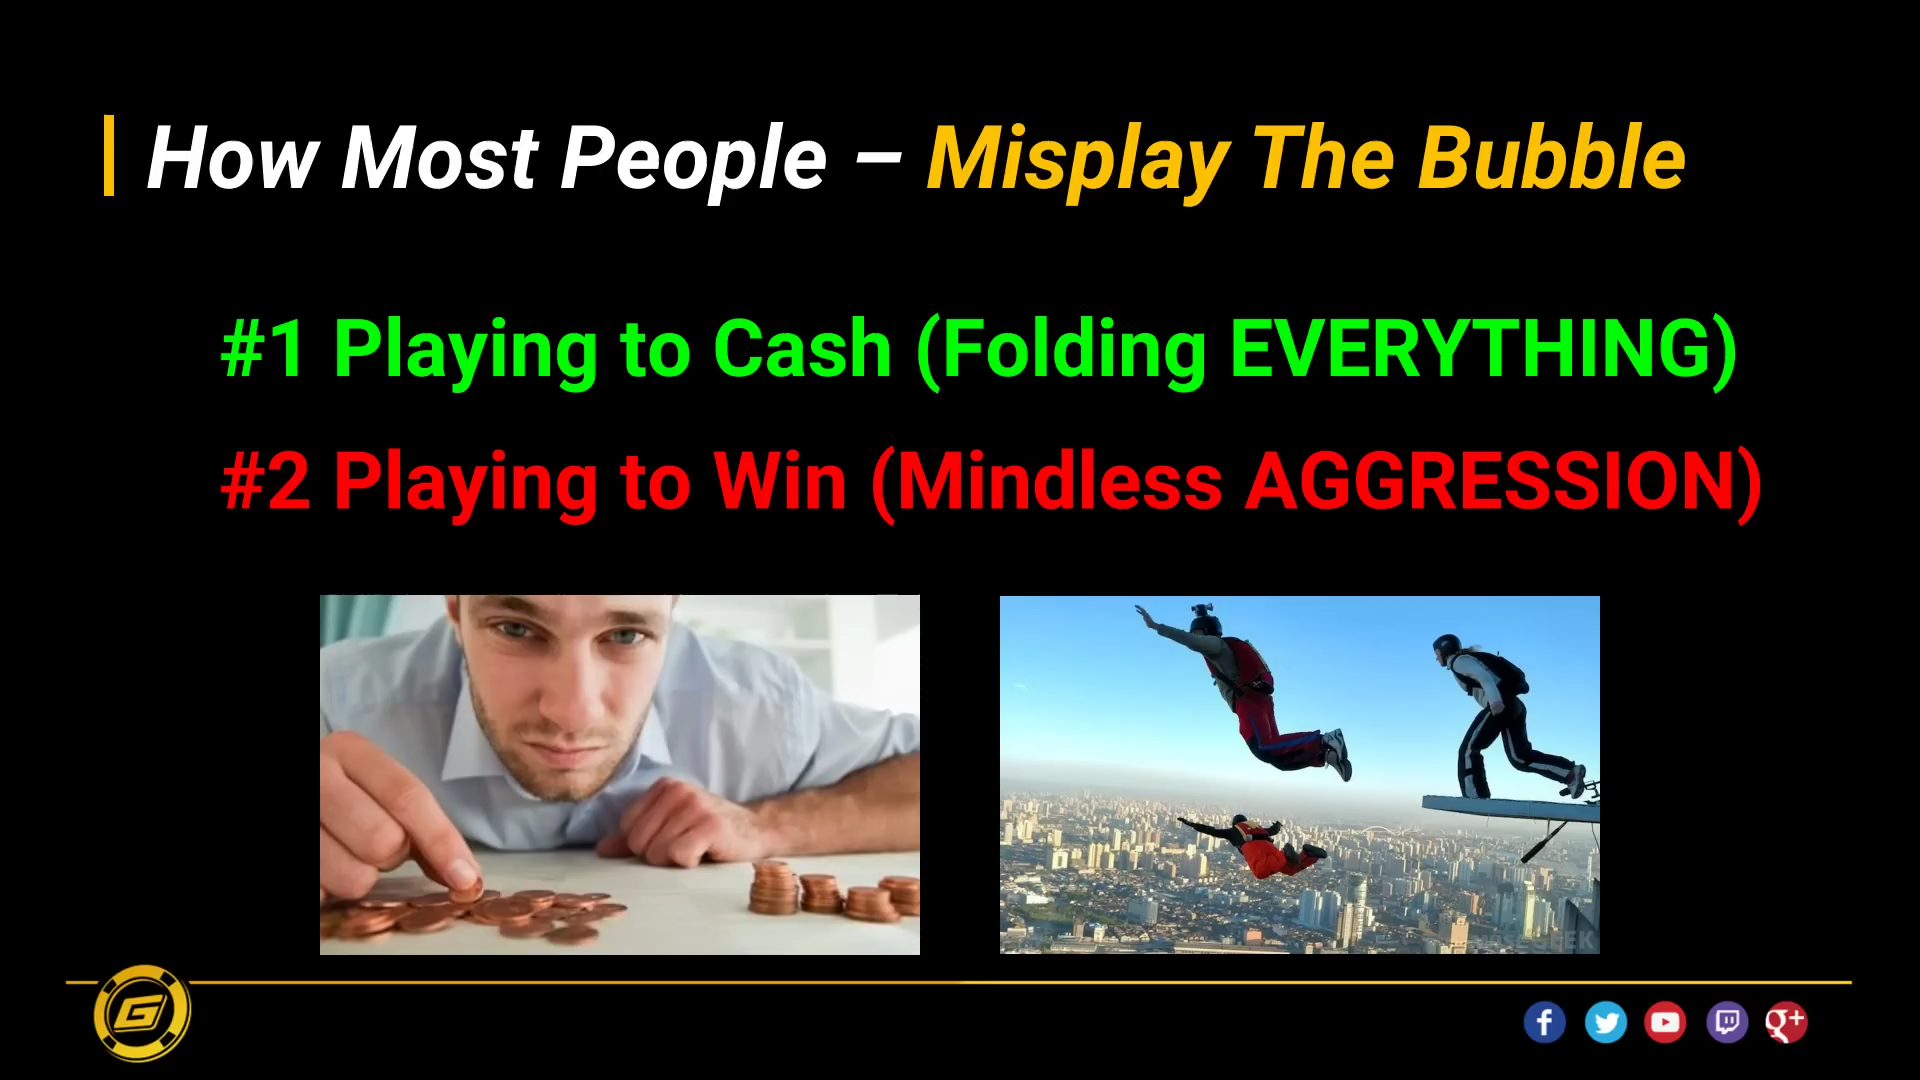 How Most People – Misplay The Bubble
#1 Playing to Cash (Folding EVERYTHING)
#2 Playing to Win (Mindless AGGRESSION)